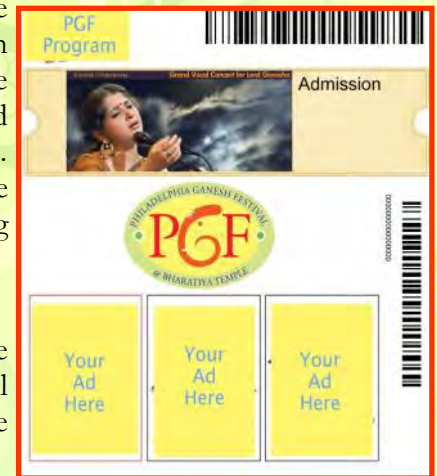 PGF
Program
Grand Vocal Concert for Lord Ganesha
Admission
PHILADELPHIA GANESH FESTIVAL
PGF
@ BHARATIYA TEMPLE
Your
Ad
Here
Your
Ad
Here
Your
Ad
Here